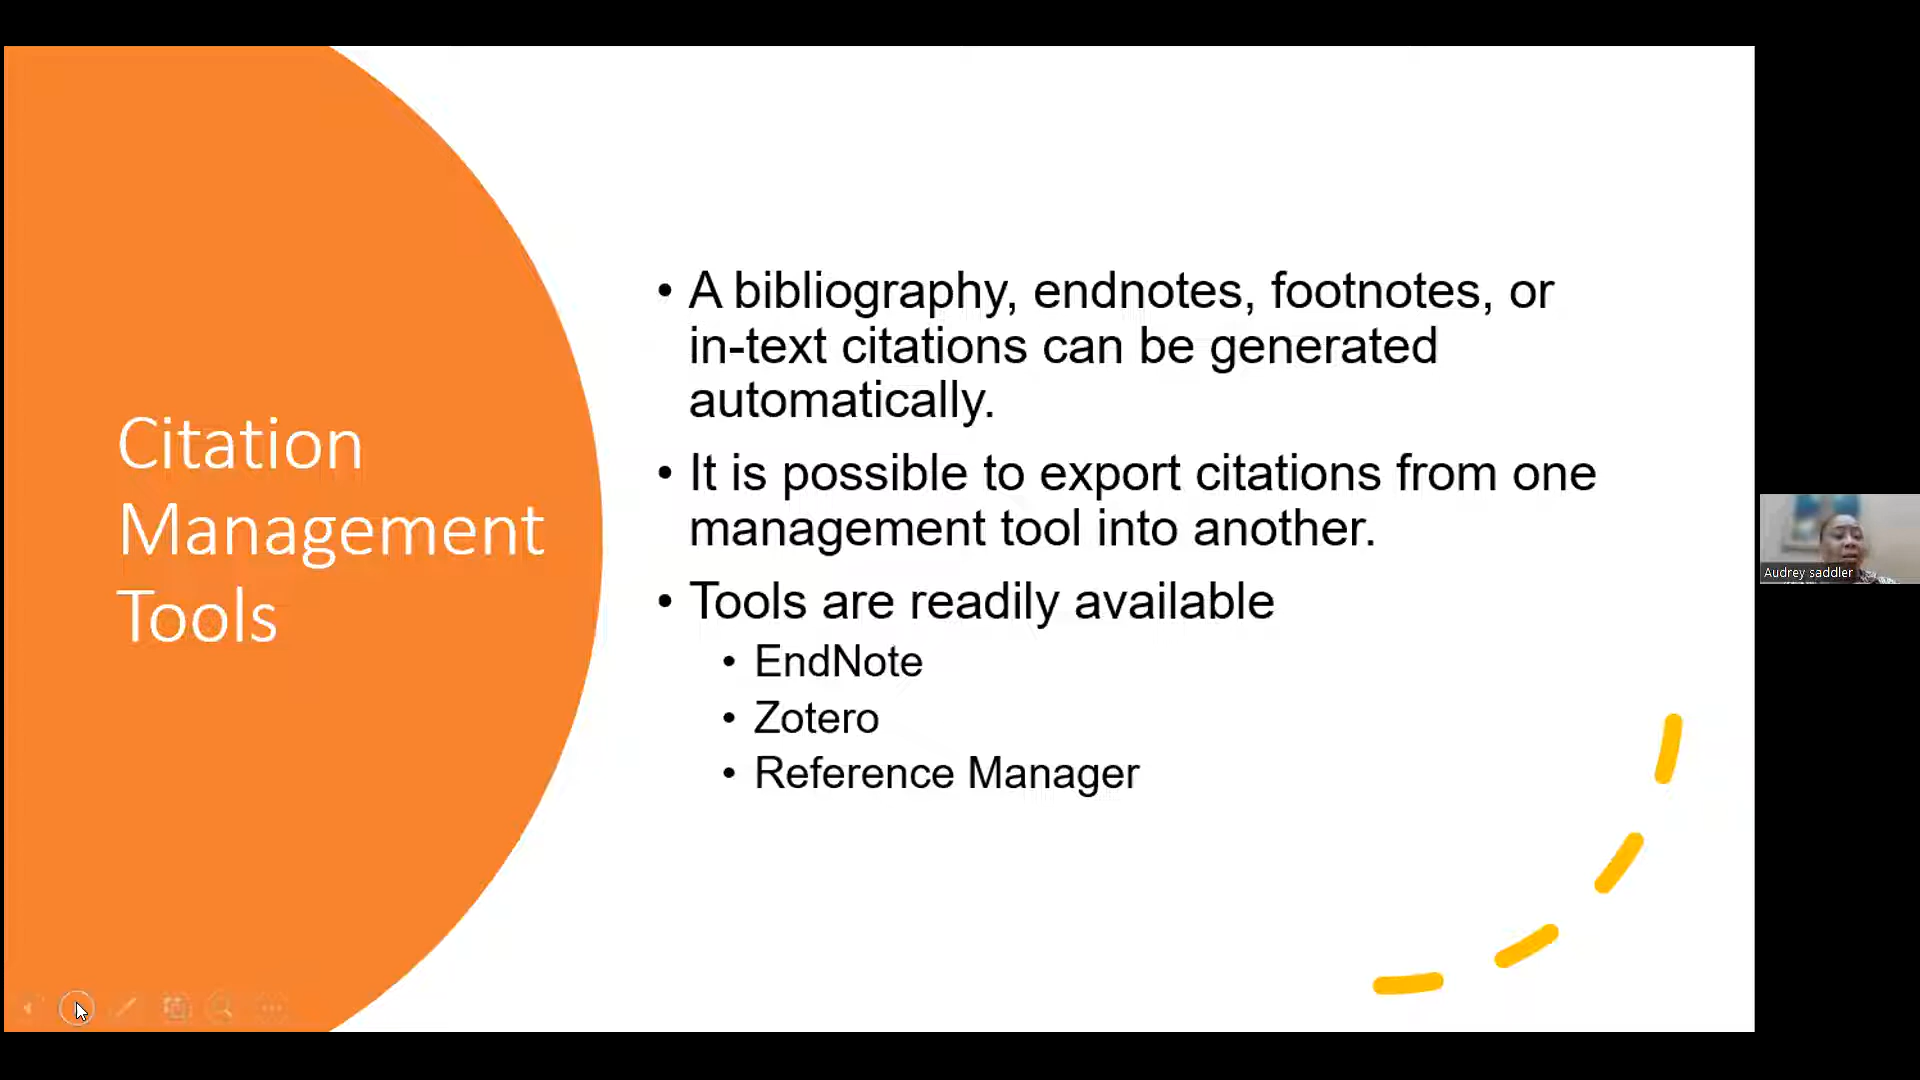 Citation
Management
Tools
• A bibliography, endnotes, footnotes, or
in-text citations can be generated
automatically.
• It is possible to export citations from one
management tool into another.
• Tools are readily available
• EndNote
• Zotero
• Reference Manager
Audrey saddler